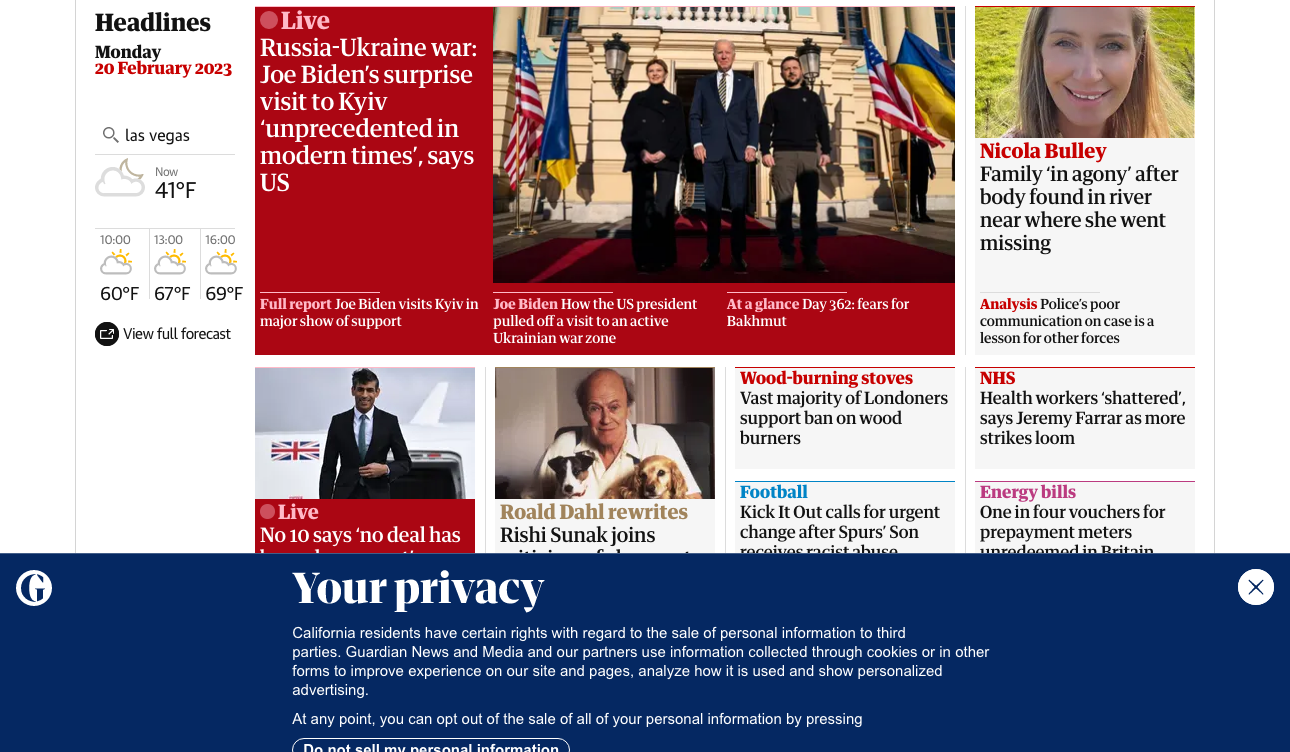 Headlines
Monday
20 February 2023
las vegas
Now
41°F
10:00
13:00
16:00
60°F
67°F
69°F
View full forecast
Live
Russia-Ukraine war:
Joe Biden's surprise
visit to Kyiv
'unprecedented in
modern times', says
US
Full report Joe Biden visits Kyiv in
major show of support
Joe Biden How the US president
pulled off a visit to an active
Ukrainian war zone
At a glance Day 362: fears for
Bakhmut
Nicola Bulley
Family 'in agony' after
body found in river
near where she went
missing
Analysis Police's poor
communication on case is a
lesson for other forces
Live
No 10 says 'no deal has
Roald Dahl rewrites
Rishi Sunak joins
Wood-burning stoves
Vast majority of Londoners
support ban on wood
burners
Football
Kick It Out calls for urgent
change after Spurs' Son
receives racist abuse
NHS
Health workers 'shattered',
says Jeremy Farrar as more
strikes loom
Energy bills
One in four vouchers for
prepayment meters
unredeemed in Britain
G
Your privacy
California residents have certain rights with regard to the sale of personal information to third
parties. Guardian News and Media and our partners use information collected through cookies or in other
forms to improve experience on our site and pages, analyze how it is used and show personalized
advertising.
At any point, you can opt out of the sale of all of your personal information by pressing
Do not sell my personal information